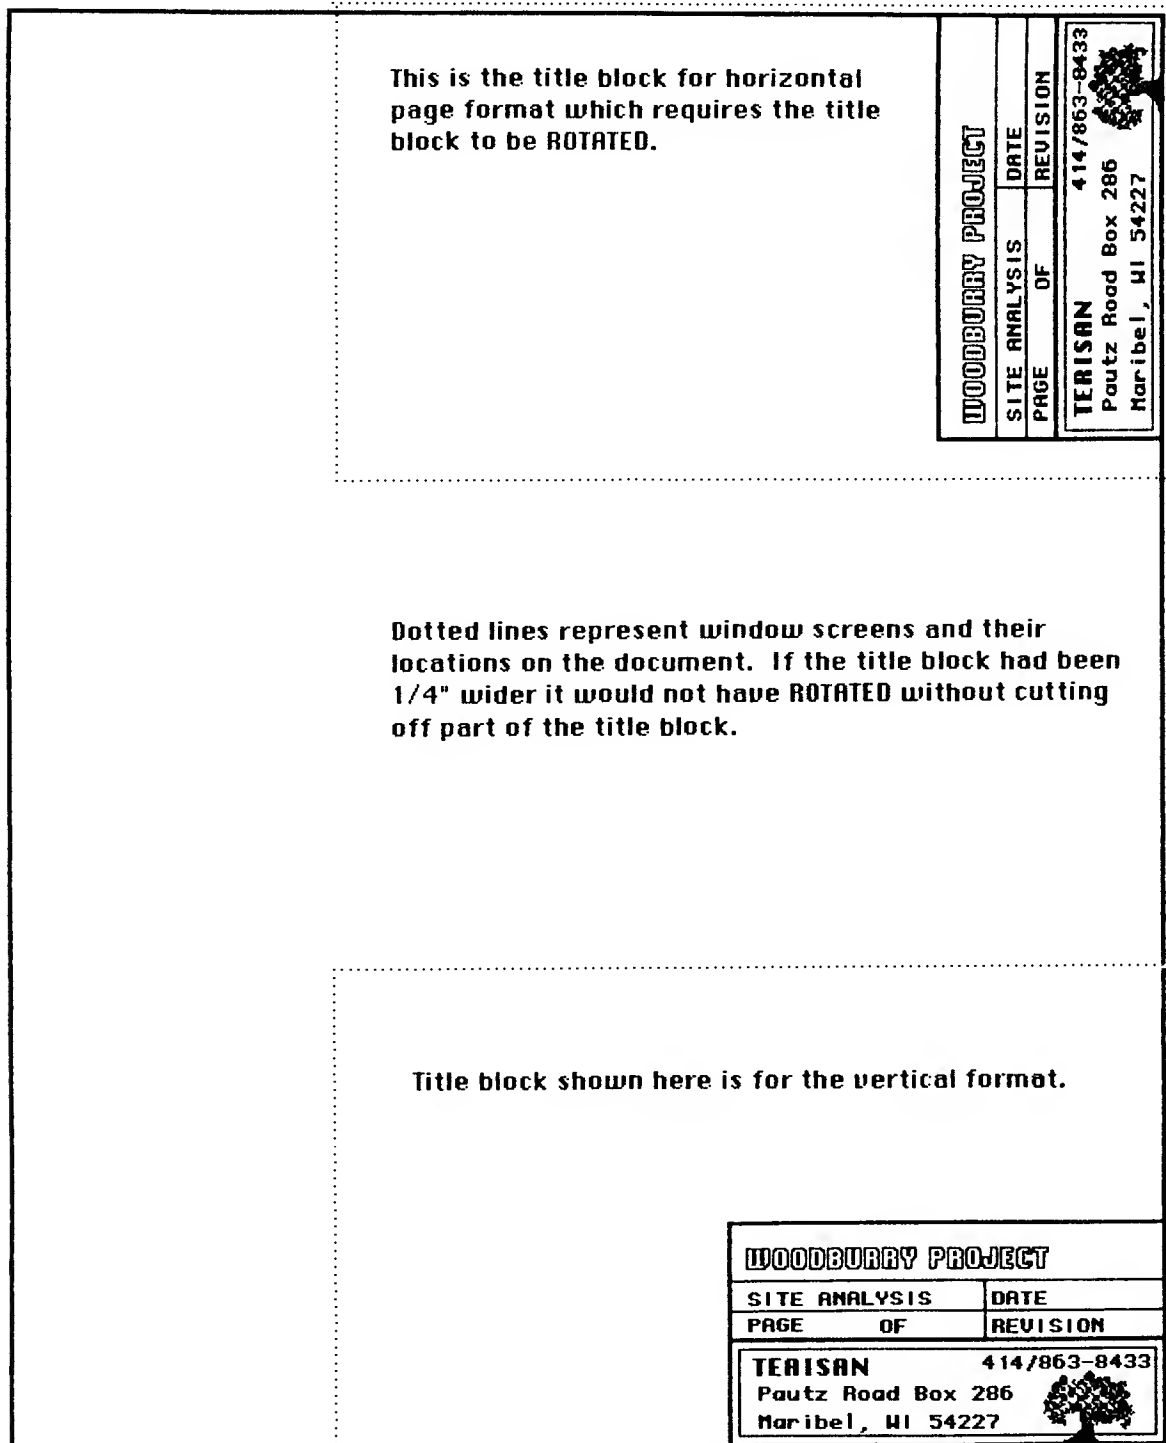 This is the title block for horizontal
page format which requires the title
block to be ROTATED.
WOODBURRY PROJECT
SITE ANALYSIS DATE
PAGE OF REVISION
TERISAN 414/863-8433
Pautz Road Box 286
Maribel, WI 54227
Dotted lines represent window screens and their
locations on the document. If the title block had been
1/4" wider it would not have ROTATED without cutting
off part of the title block.
Title block shown here is for the vertical format.
WOODBURRY PROJECT
SITE ANALYSIS DATE
PAGE OF REVISION
TERISAN 414/863-8433
Pautz Road Box 286
Maribel, WI 54227